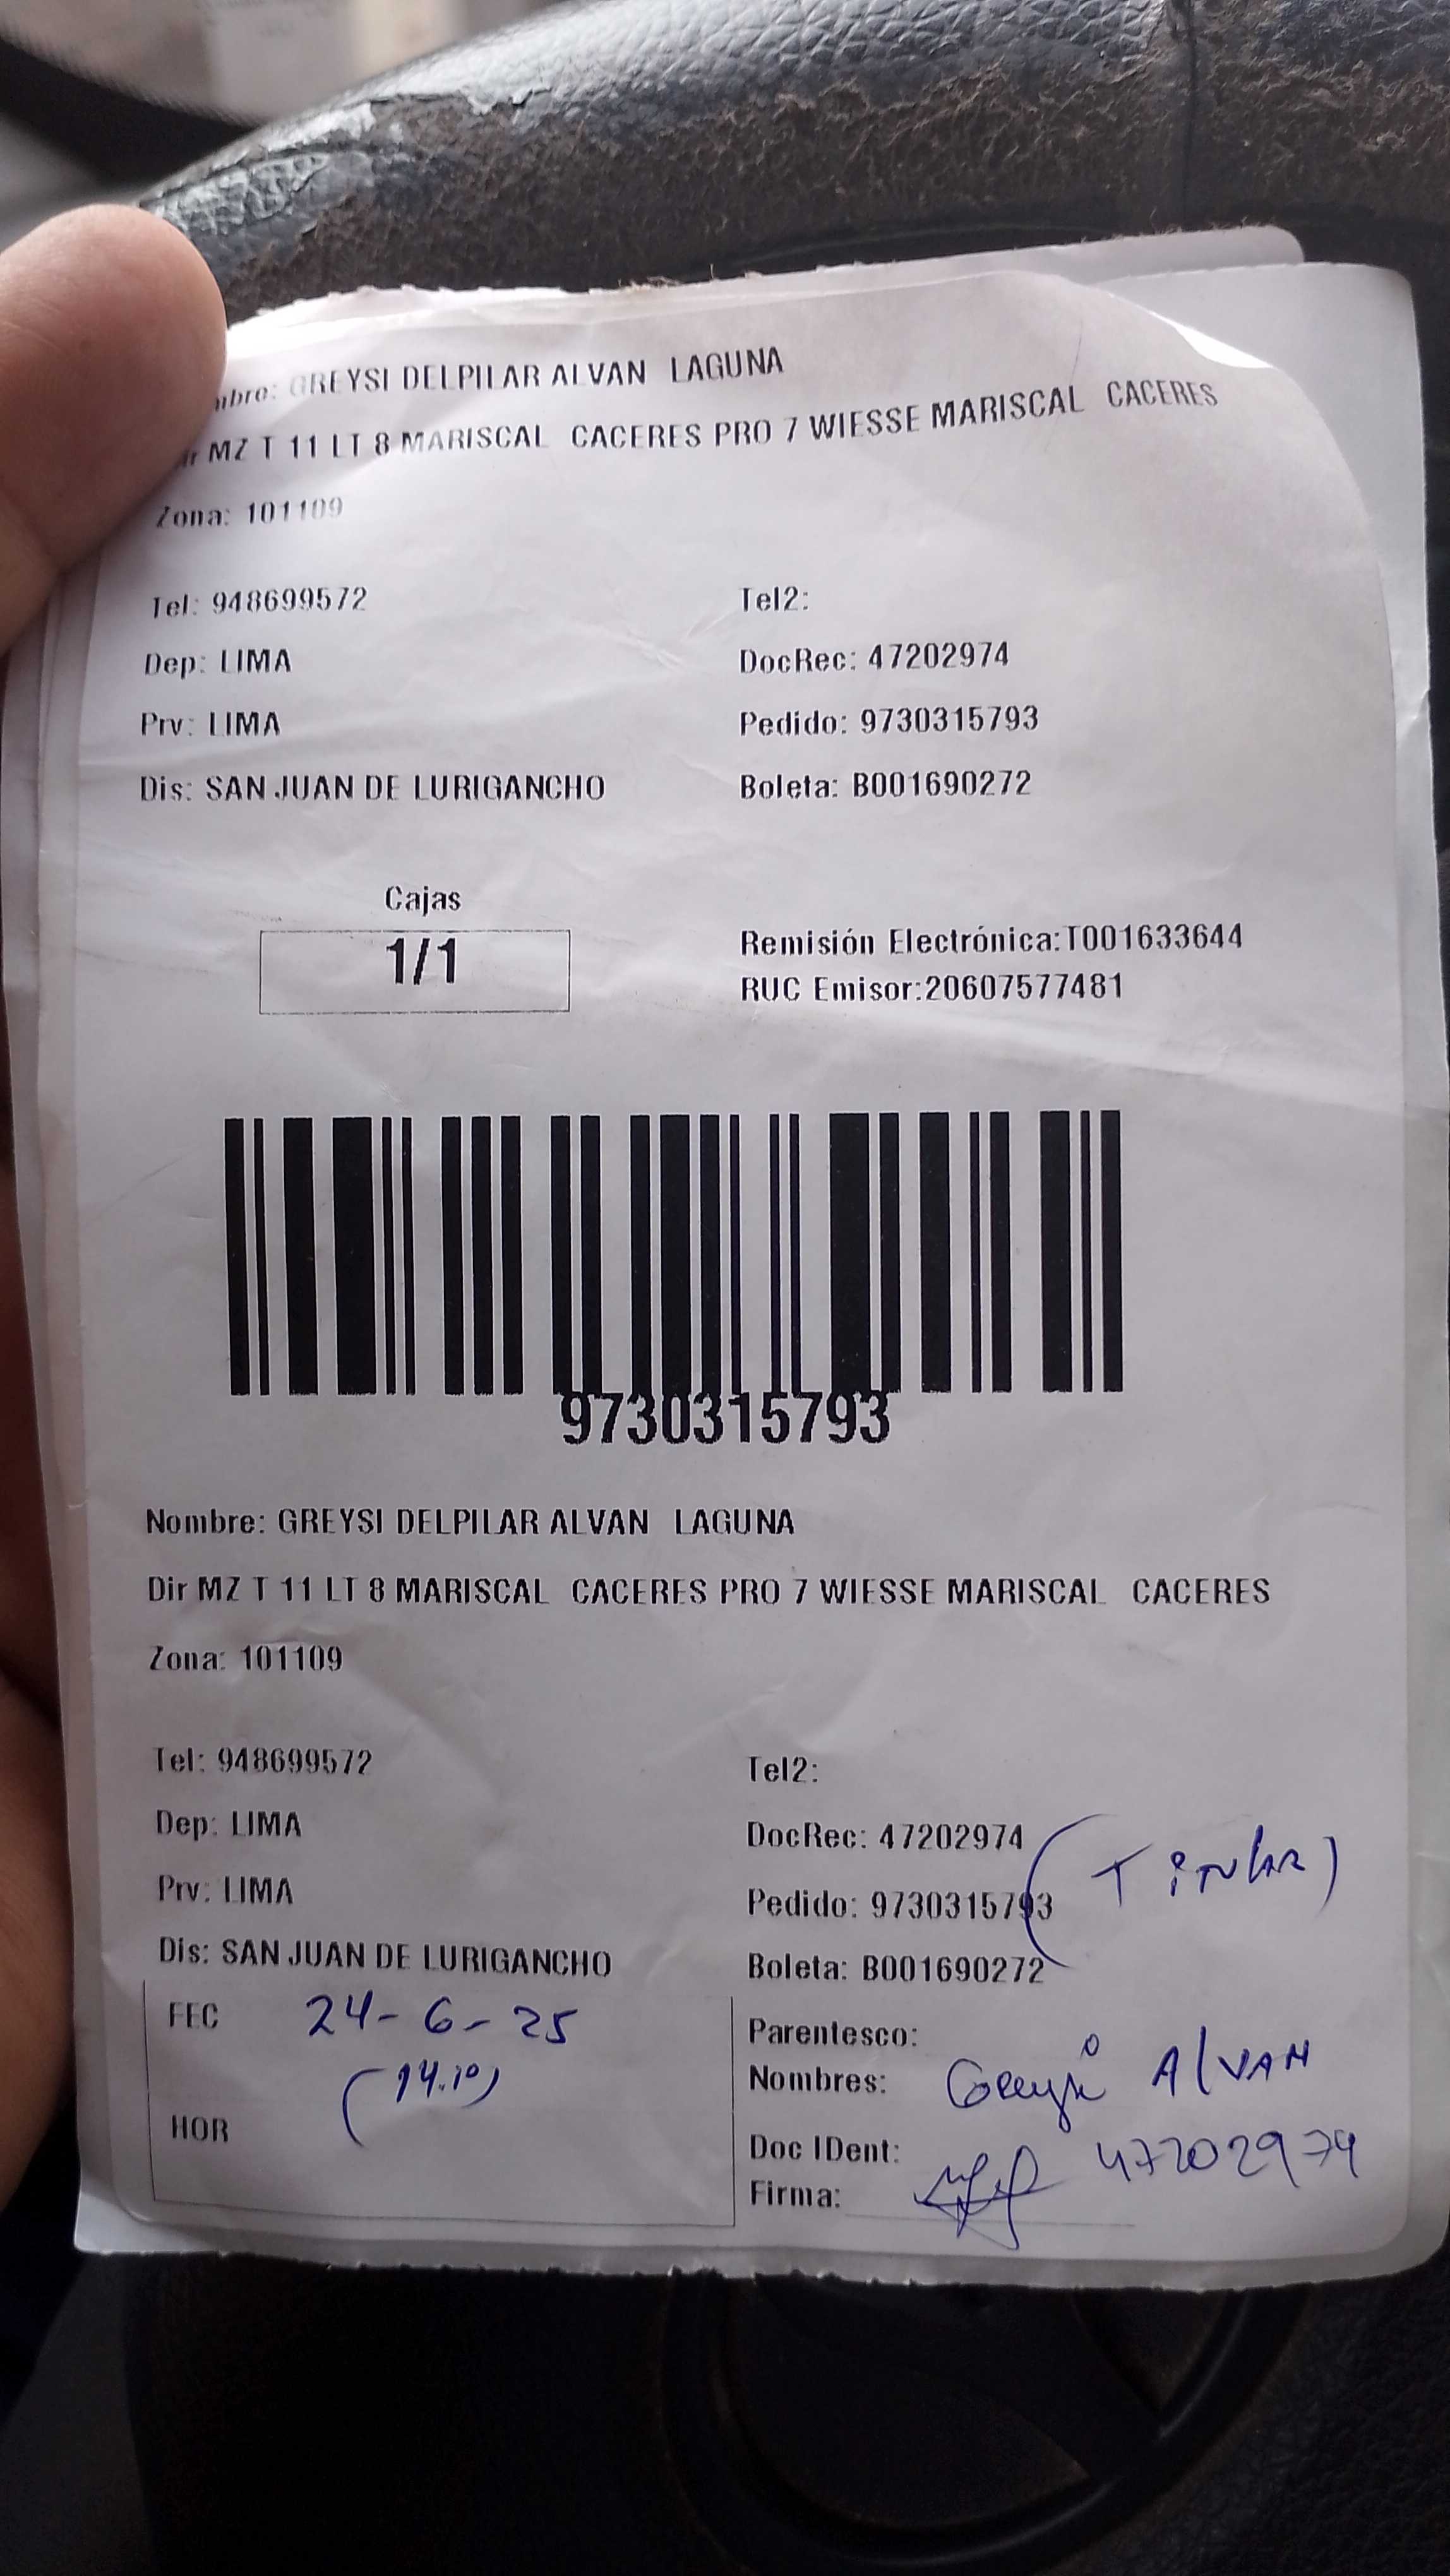 mbre: GREYSI DELPILAR ALVAN LAGUNA
ir MZ T 11 LT 8 MARISCAL CACERES PRO 7 WIESSE MARISCAL CACERES
Zona: 101109
Tel: 948699572 Tel2:
Dep: LIMA DocRec: 47202974
Prv: LIMA Pedido: 9730315793
Dis: SAN JUAN DE LURIGANCHO Boleta: B001690272
Cajas
1/1
Remisión Electrónica:T001633644
RUC Emisor:20607577481
9730315793
Nombre: GREYSI DELPILAR ALVAN LAGUNA
Dir MZ T 11 LT 8 MARISCAL CACERES PRO 7 WIESSE MARISCAL CACERES
Zona: 101109
Tel: 948699572 Tel2:
Dep: LIMA DocRec: 47202974
(TITULAR)
Prv: LIMA Pedido: 9730315793
Dis: SAN JUAN DE LURIGANCHO Boleta: B001690272
FEC 24-6-25
(14.10)
HOR
Parentesco:
Nombres: Greysi ALVAN
Doc IDent: 47202974
Firma: